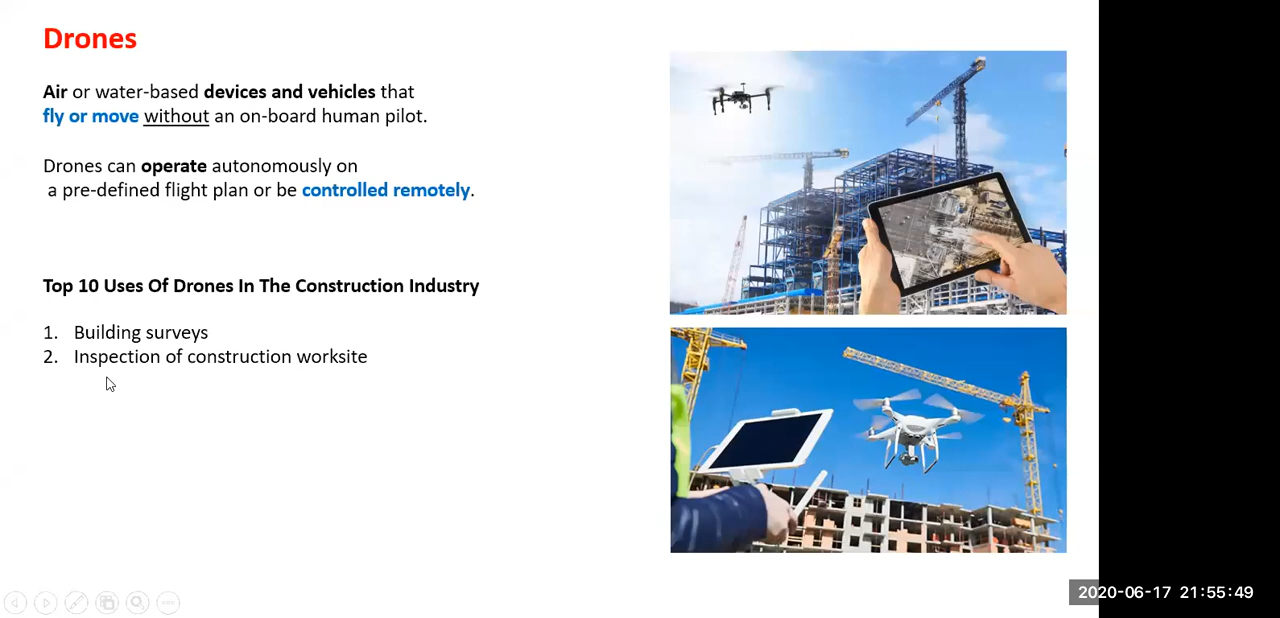 Drones
Air or water-based devices and vehicles that
fly or move without an on-board human pilot.
Drones can operate autonomously on
a pre-defined flight plan or be controlled remotely.
Top 10 Uses Of Drones In The Construction Industry
1. Building surveys
2. Inspection of construction worksite
2020-06-17 21:55:49